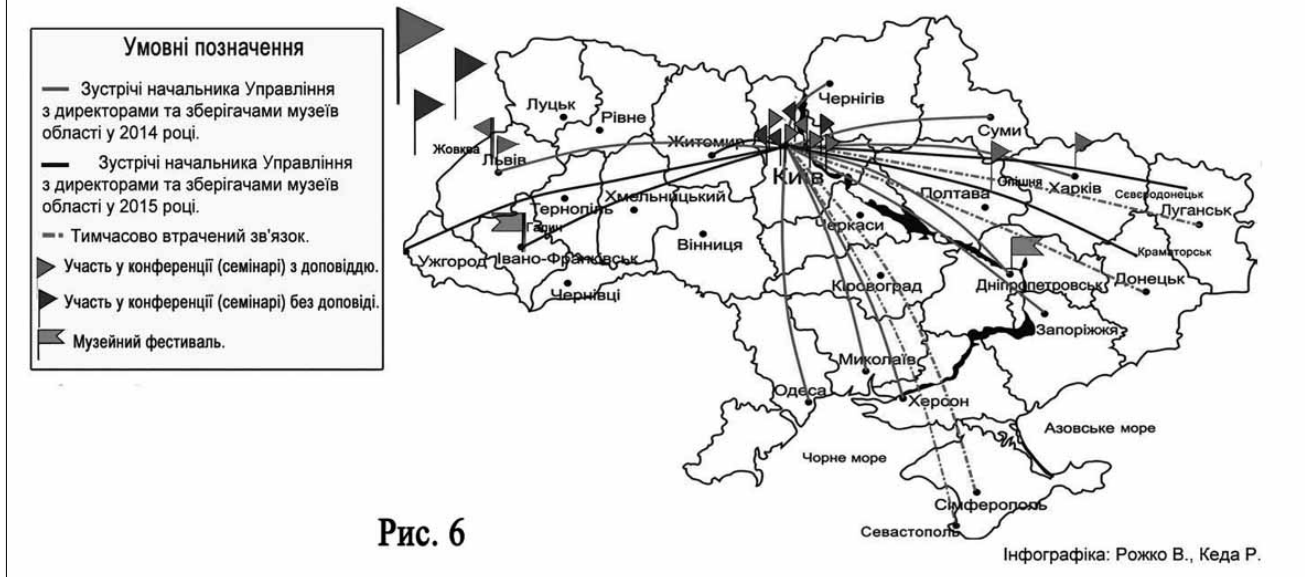 Умовні позначення
Зустрічі начальника Управління
з директорами та зберігачами музеїв
області у 2014 році.
Зустрічі начальника Управління
з директорами та зберігачами музеїв
області у 2015 році.
Тимчасово втрачений зв'язок.
Участь у конференції (семінарі) з доповіддю.
Участь у конференції (семінарі) без доповіді.
Музейний фестиваль.
Чернігів
Луцьк
Рівне
Суми
Житомир
Жовква
Львів
Київ
Опішня
Харків
Сєвєродонецьк
Полтава
Луганськ
Хмельницький
Тернопіль
Галич
Черкаси
Вінниця
Краматорськ
Ужгород
Івано-Франківськ
Кіровоград
Дніпропетровськ
Донецьк
Чернівці
Запоріжжя
Миколаїв
Одеса
Херсон
Азовське море
Чорне море
Сімферополь
Севастополь
Рис. 6
Інфографіка: Рожко В., Кеда Р.